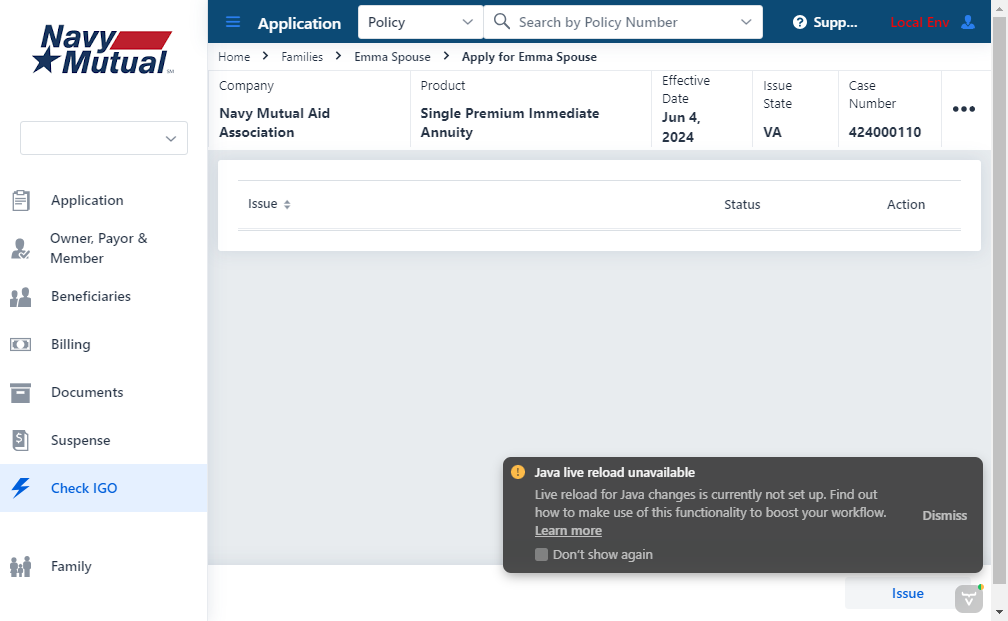 Navy
Mutual
Application
Policy
Search by Policy Number
Supp...
Local Env
Home
Families
Emma Spouse
Apply for Emma Spouse
Company
Navy Mutual Aid
Association
Product
Single Premium Immediate
Annuity
Effective
Date
Jun 4,
2024
Issue
State
VA
Case
Number
424000110
Application
Owner, Payor &
Member
Beneficiaries
Billing
Documents
Suspense
Check IGO
Family
Issue
Status
Action
Java live reload unavailable
Live reload for Java changes is currently not set up. Find out
how to make use of this functionality to boost your workflow.
Learn more
Don't show again
Dismiss
Issue